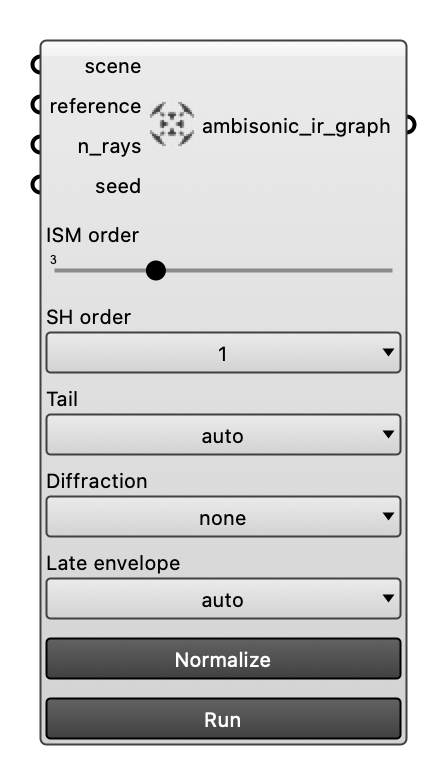 scene
reference
n_rays
seed
ambisonic_ir_graph
ISM order
3
SH order
1
Tail
auto
Diffraction
none
Late envelope
auto
Normalize
Run